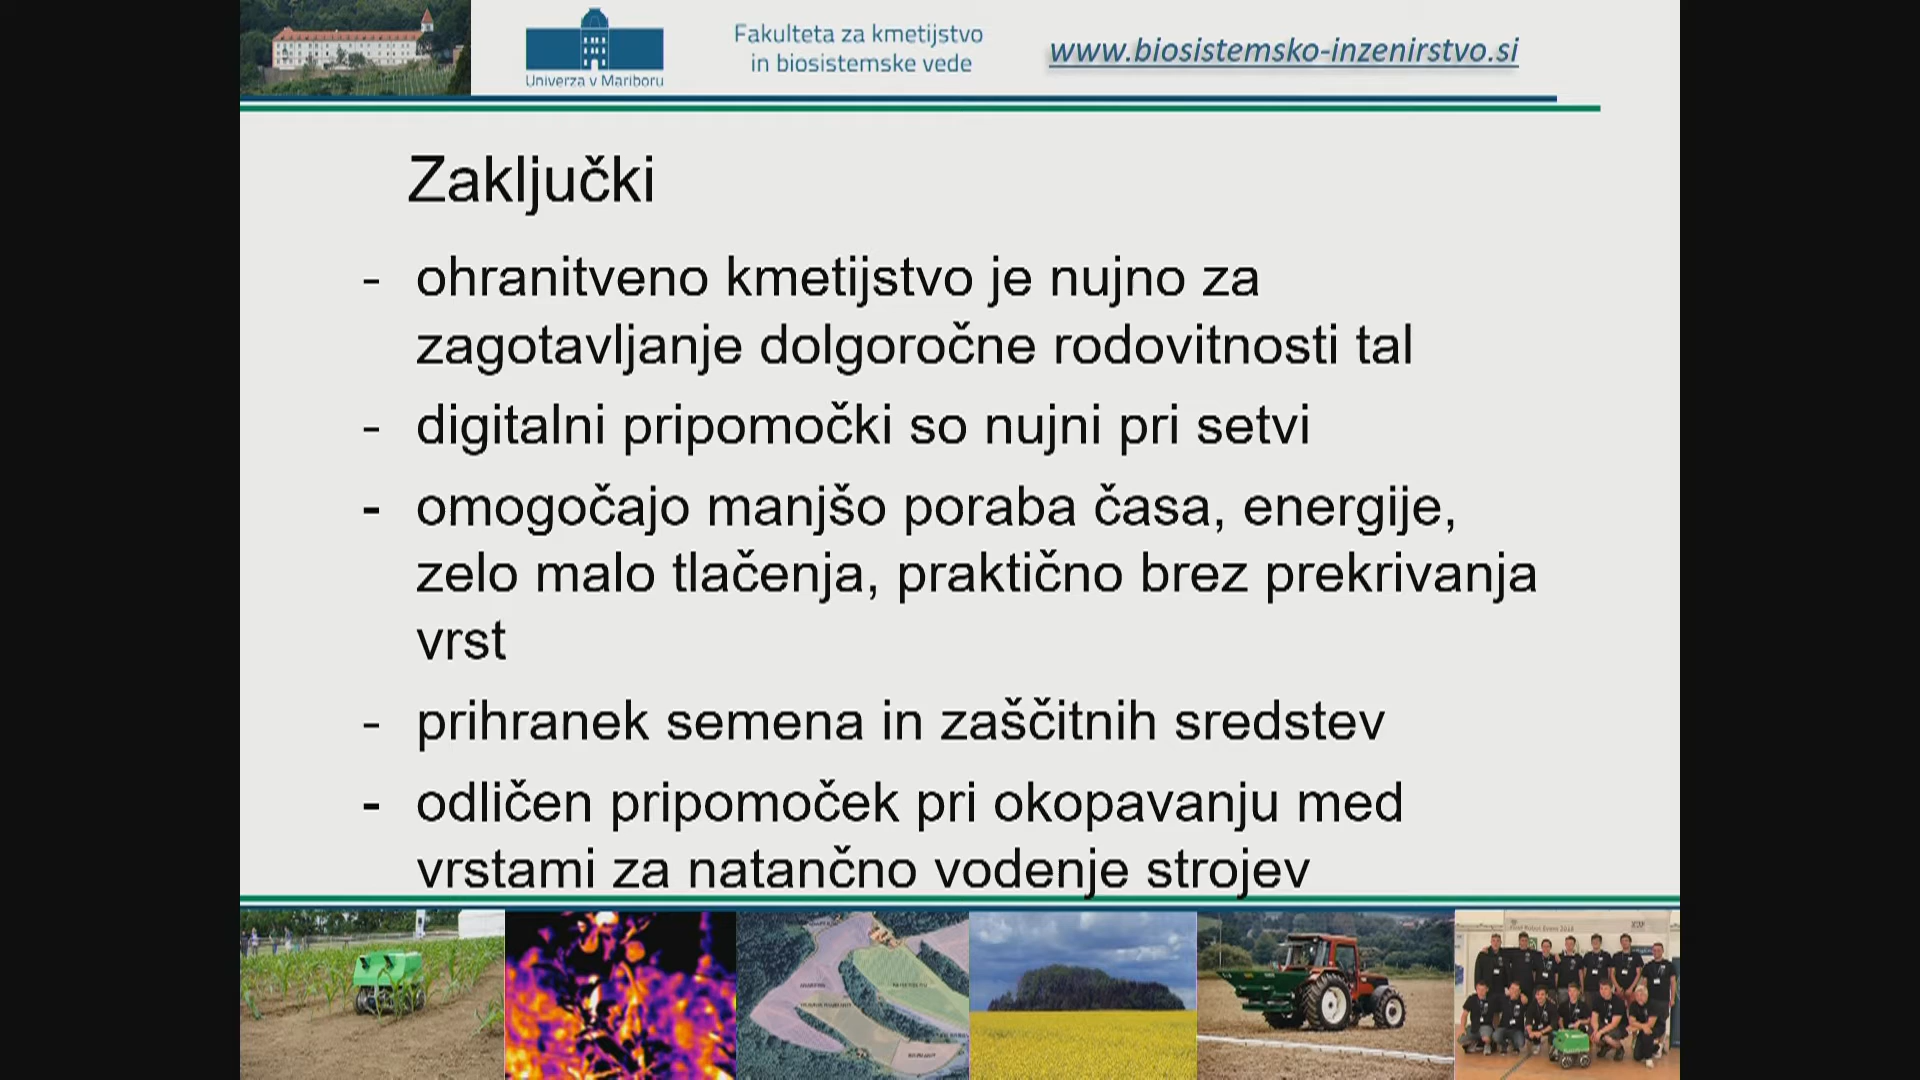 Univerza v Mariboru
Fakulteta za kmetijstvo
in biosistemske vede
www.biosistemsko-inzenirstvo.si
Zaključki
- ohranitveno kmetijstvo je nujno za
zagotavljanje dolgoročne rodovitnosti tal
- digitalni pripomočki so nujni pri setvi
- omogočajo manjšo poraba časa, energije,
zelo malo tlačenja, praktično brez prekrivanja
vrst
- prihranek semena in zaščitnih sredstev
- odličen pripomoček pri okopavanju med
vrstami za natančno vodenje strojev